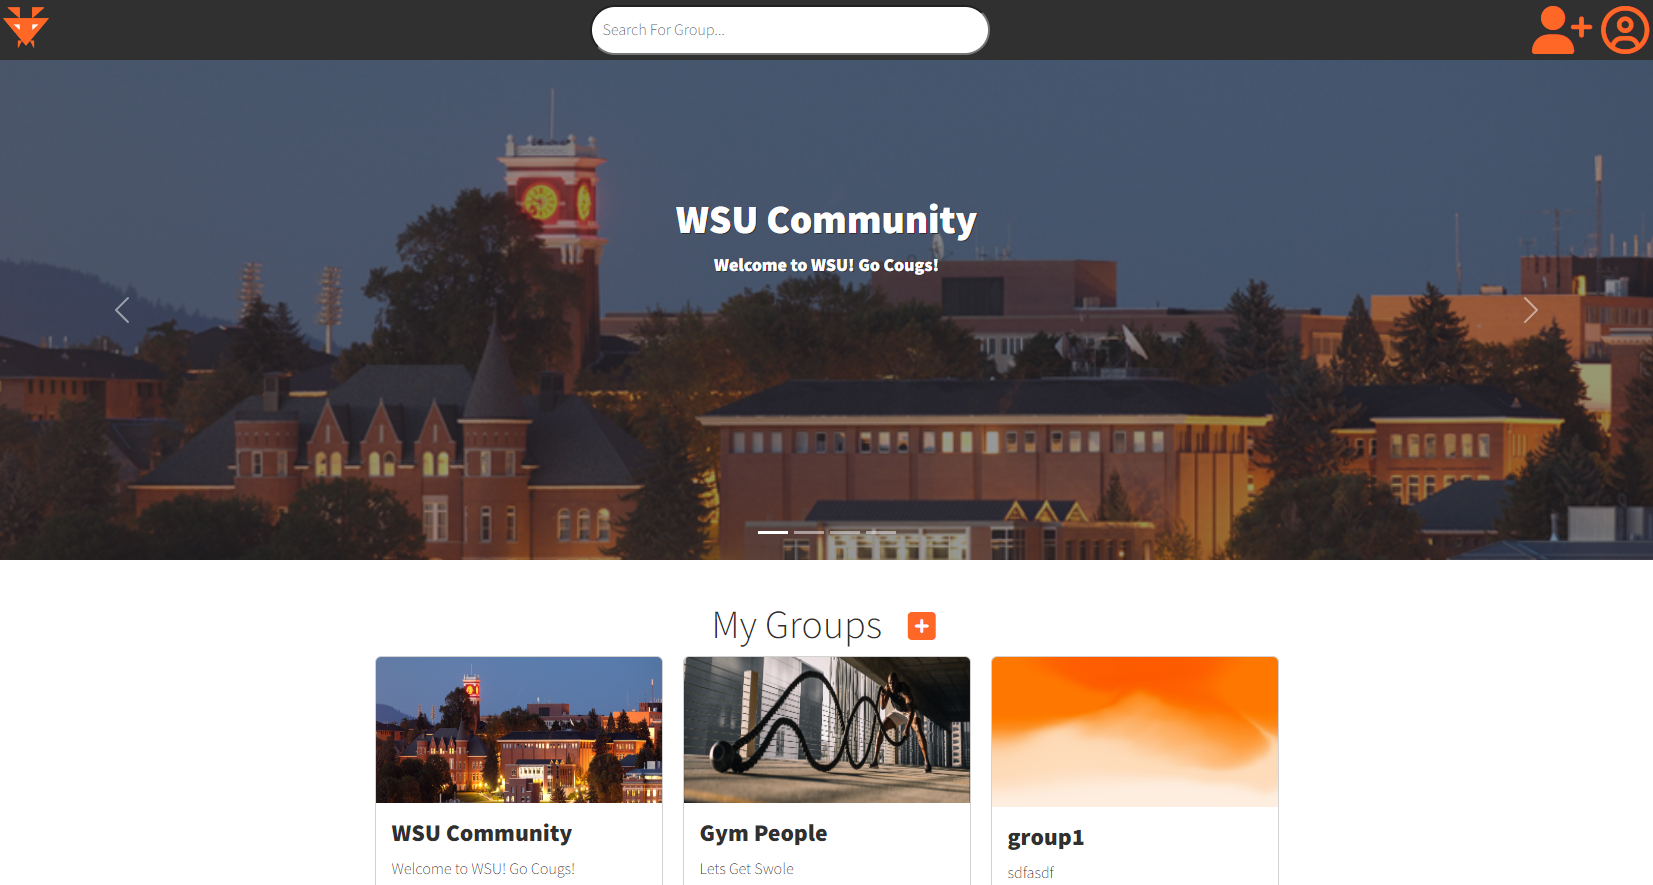 Search For Group...
WSU Community
Welcome to WSU! Go Cougs!
My Groups
WSU Community
Welcome to WSU! Go Cougs!
Gym People
Lets Get Swole
group1
sdfasdf